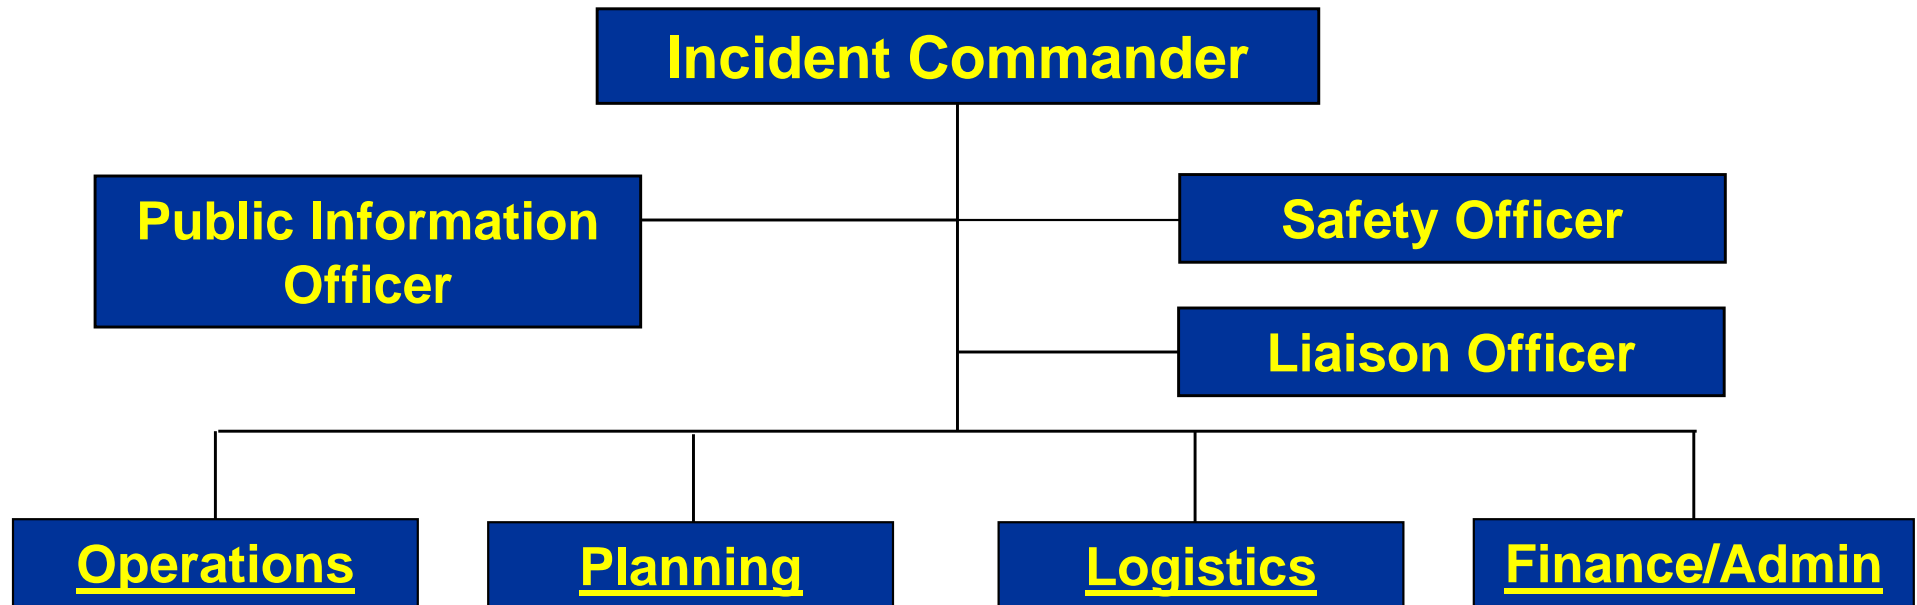 Incident Commander
Public Information
Officer
Safety Officer
Liaison Officer
Operations
Planning
Logistics
Finance/Admin